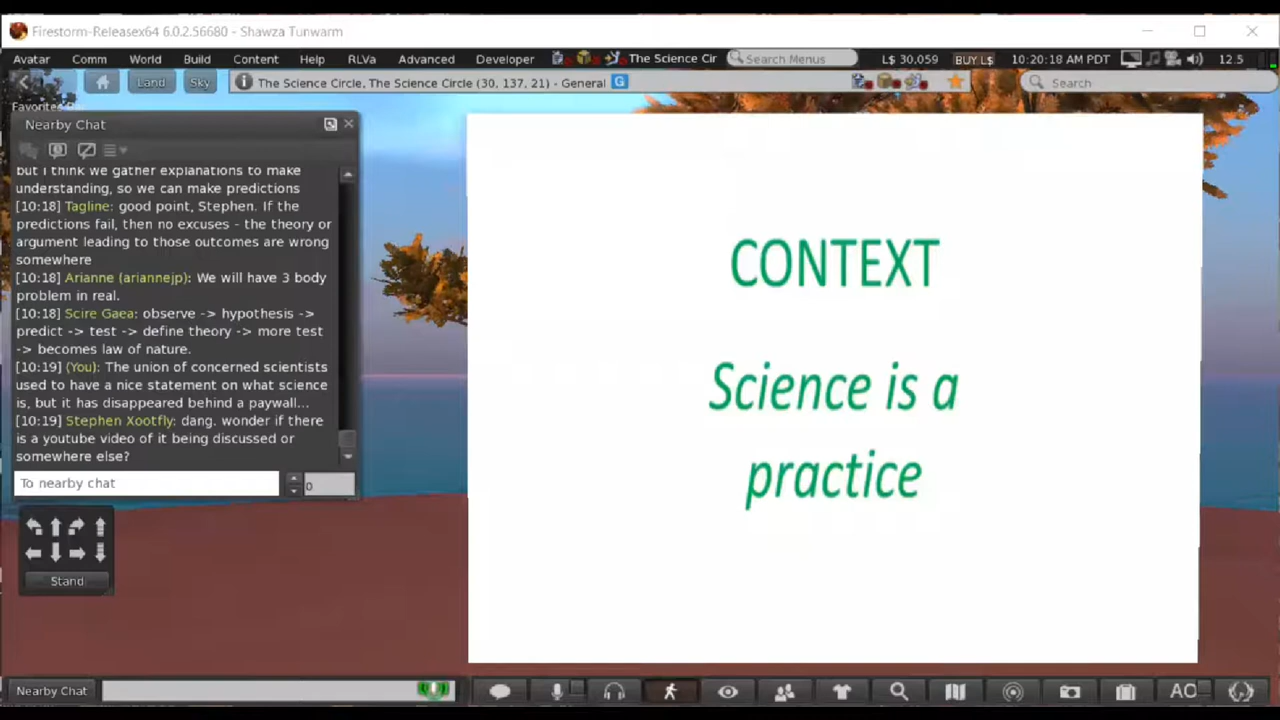 Firestorm-Releasex64 6.0.2.56680 - Shawza Tunwarm
Avatar Comm World Build Content Help RLVa Advanced Developer The Science Cir Search Menus L$ 30,059 BUY L$ 10:20:18 AM PDT 12.5
Land Sky The Science Circle, The Science Circle (30, 137, 21) - General G Search
Favorites Bar
Nearby Chat
but i think we gather explanations to make
understanding, so we can make predictions
[10:18] Tagline: good point, Stephen. If the
predictions fail, then no excuses - the theory or
argument leading to those outcomes are wrong
somewhere
[10:18] Arianne (ariannejp): We will have 3 body
problem in real.
[10:18] Scire Gaea: observe -> hypothesis ->
predict -> test -> define theory -> more test
-> becomes law of nature.
[10:19] (You): The union of concerned scientists
used to have a nice statement on what science
is, but it has disappeared behind a paywall...
[10:19] Stephen Xootfly: dang. wonder if there
is a youtube video of it being discussed or
somewhere else?
To nearby chat 0
Stand
CONTEXT
Science is a
practice
Nearby Chat AO